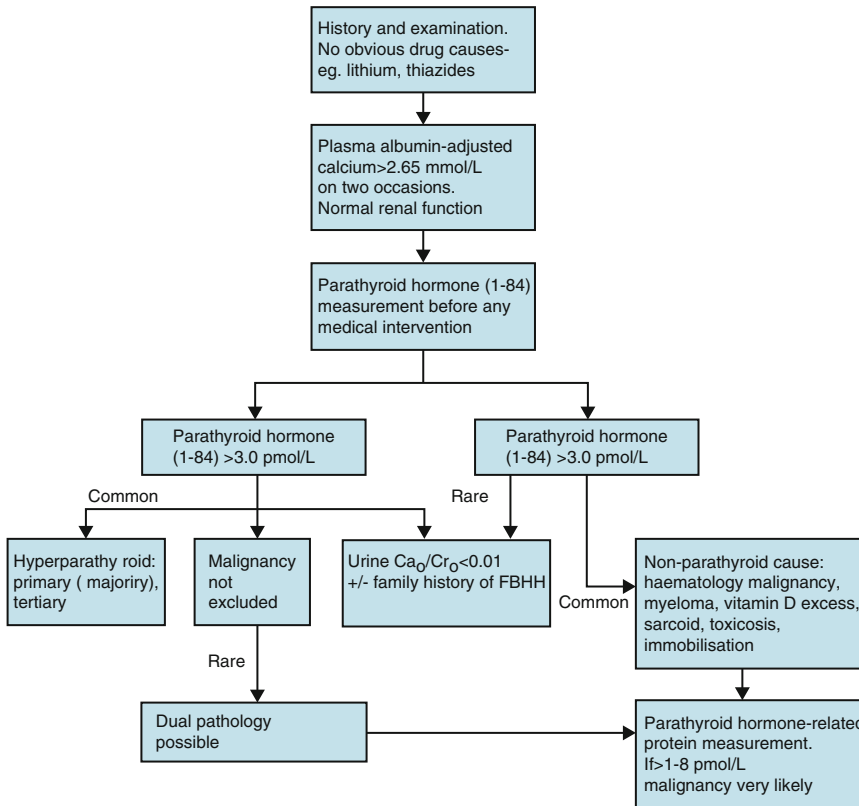 History and examination.
No obvious drug causes-
eg. lithium, thiazides
Plasma albumin-adjusted
calcium>2.65 mmol/L
on two occasions.
Normal renal function
Parathyroid hormone (1-84)
measurement before any
medical intervention
Parathyroid hormone
(1-84) >3.0 pmol/L
Parathyroid hormone
(1-84) >3.0 pmol/L
Common
Rare
Hyperparathy roid:
primary ( majoriry),
tertiary
Malignancy
not
excluded
Urine Ca₀/Cr₀<0.01
+/- family history of FBHH
Common
Non-parathyroid cause:
haematology malignancy,
myeloma, vitamin D excess,
sarcoid, toxicosis,
immobilisation
Rare
Dual pathology
possible
Parathyroid hormone-related
protein measurement.
If>1-8 pmol/L
malignancy very likely